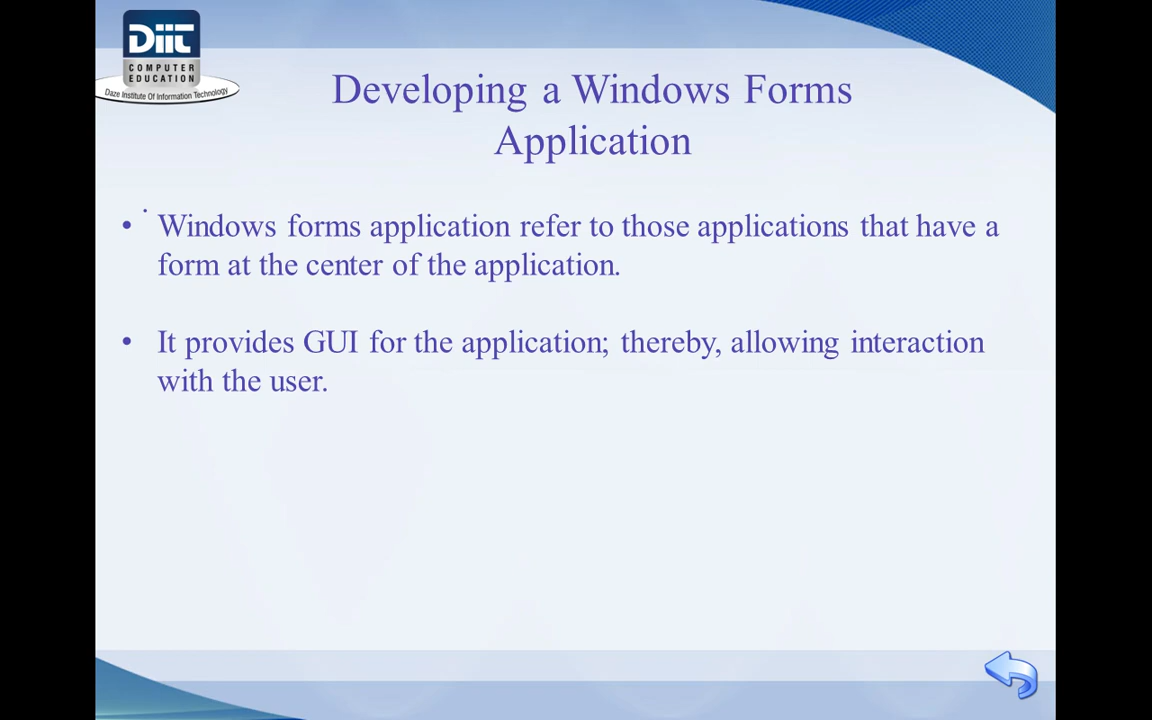 DiiT
COMPUTER
EDUCATION
Daze Institute Of Information Technology
Developing a Windows Forms
Application
• Windows forms application refer to those applications that have a
form at the center of the application.
• It provides GUI for the application; thereby, allowing interaction
with the user.